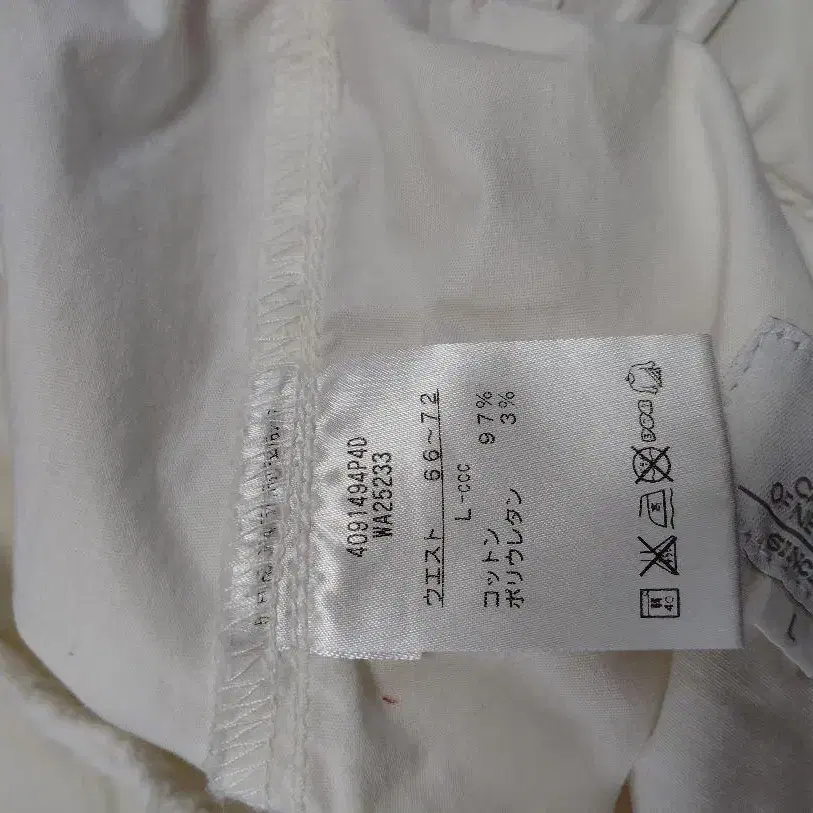 4091494P4D
WA25233
ウエスト 66~72
L-CCC
コットン 97%
ポリウレタン 3%
40
L